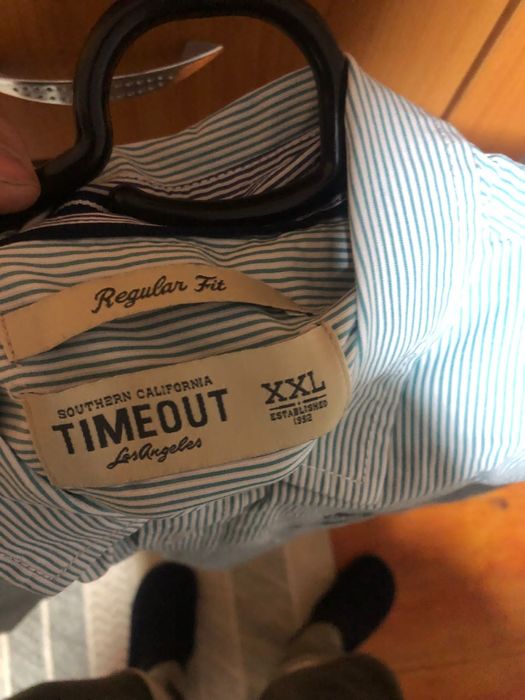 Regular Fit
SOUTHERN CALIFORNIA
TIMEOUT
Los Angeles
XXL
ESTABLISHED
1992